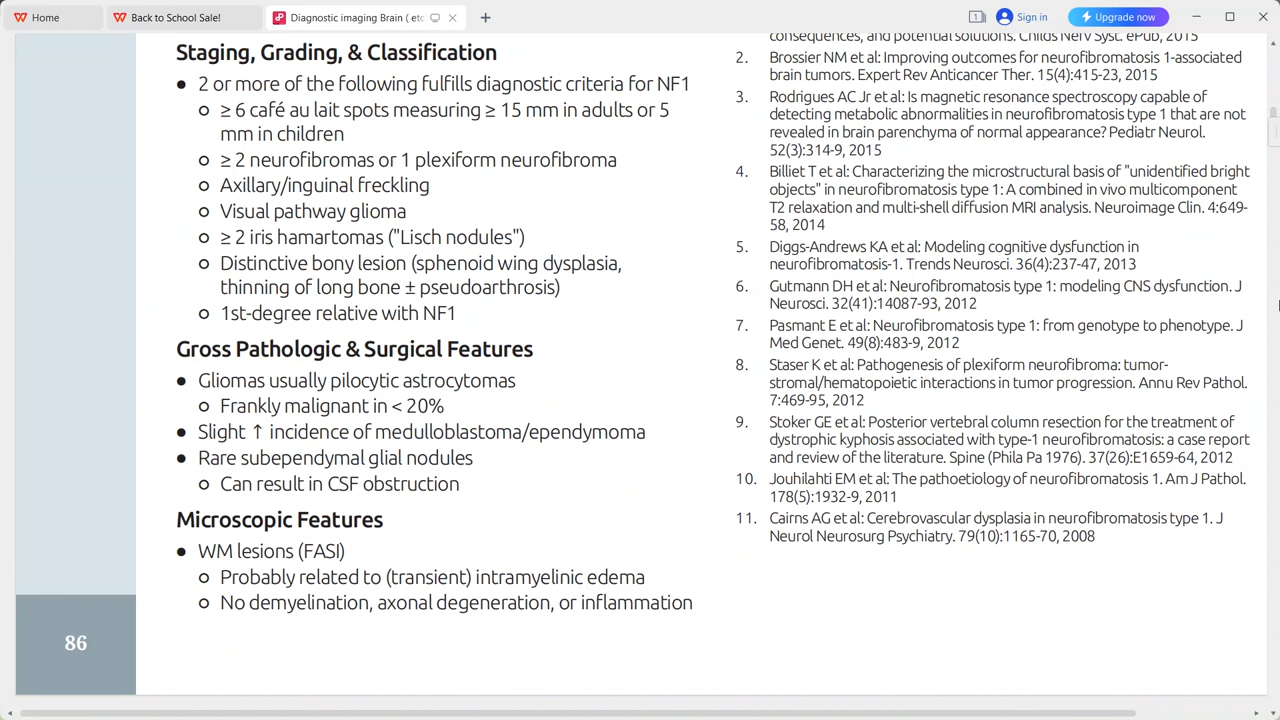 Home
Back to School Sale!
Diagnostic imaging Brain ( etc
1
Sign in
Upgrade now
Staging, Grading, & Classification
● 2 or more of the following fulfills diagnostic criteria for NF1
○ ≥ 6 café au lait spots measuring ≥ 15 mm in adults or 5
mm in children
○ ≥ 2 neurofibromas or 1 plexiform neurofibroma
○ Axillary/inguinal freckling
○ Visual pathway glioma
○ ≥ 2 iris hamartomas ("Lisch nodules")
○ Distinctive bony lesion (sphenoid wing dysplasia,
thinning of long bone ± pseudoarthrosis)
○ 1st-degree relative with NF1
Gross Pathologic & Surgical Features
● Gliomas usually pilocytic astrocytomas
○ Frankly malignant in < 20%
● Slight ↑ incidence of medulloblastoma/ependymoma
● Rare subependymal glial nodules
○ Can result in CSF obstruction
Microscopic Features
● WM lesions (FASI)
○ Probably related to (transient) intramyelinic edema
○ No demyelination, axonal degeneration, or inflammation
86
consequences, and potential solutions. Childs Nerv Syst. ePub, 2015
2. Brossier NM et al: Improving outcomes for neurofibromatosis 1-associated
brain tumors. Expert Rev Anticancer Ther. 15(4):415-23, 2015
3. Rodrigues AC Jr et al: Is magnetic resonance spectroscopy capable of
detecting metabolic abnormalities in neurofibromatosis type 1 that are not
revealed in brain parenchyma of normal appearance? Pediatr Neurol.
52(3):314-9, 2015
4. Billiet T et al: Characterizing the microstructural basis of "unidentified bright
objects" in neurofibromatosis type 1: A combined in vivo multicomponent
T2 relaxation and multi-shell diffusion MRI analysis. Neuroimage Clin. 4:649-
58, 2014
5. Diggs-Andrews KA et al: Modeling cognitive dysfunction in
neurofibromatosis-1. Trends Neurosci. 36(4):237-47, 2013
6. Gutmann DH et al: Neurofibromatosis type 1: modeling CNS dysfunction. J
Neurosci. 32(41):14087-93, 2012
7. Pasmant E et al: Neurofibromatosis type 1: from genotype to phenotype. J
Med Genet. 49(8):483-9, 2012
8. Staser K et al: Pathogenesis of plexiform neurofibroma: tumor-
stromal/hematopoietic interactions in tumor progression. Annu Rev Pathol.
7:469-95, 2012
9. Stoker GE et al: Posterior vertebral column resection for the treatment of
dystrophic kyphosis associated with type-1 neurofibromatosis: a case report
and review of the literature. Spine (Phila Pa 1976). 37(26):E1659-64, 2012
10. Jouhilahti EM et al: The pathoetiology of neurofibromatosis 1. Am J Pathol.
178(5):1932-9, 2011
11. Cairns AG et al: Cerebrovascular dysplasia in neurofibromatosis type 1. J
Neurol Neurosurg Psychiatry. 79(10):1165-70, 2008